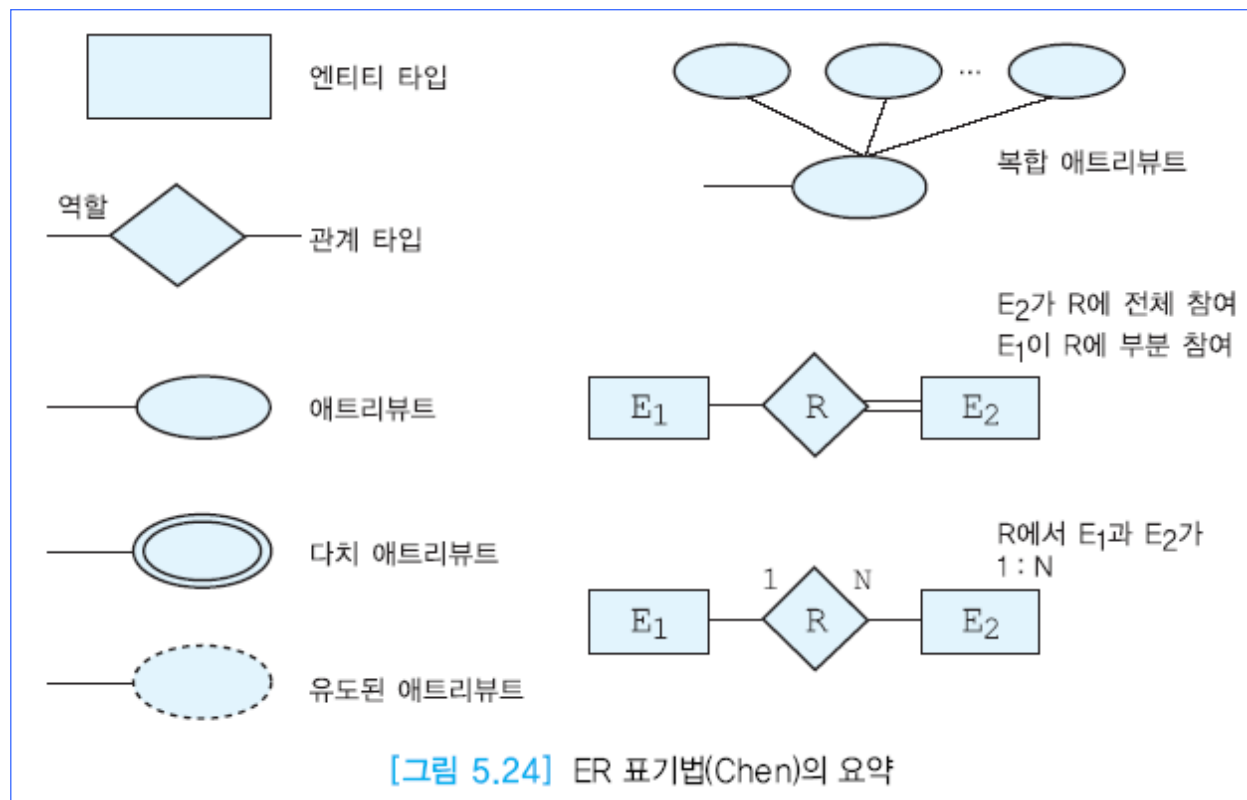 엔티티 타입
역할
관계 타입
애트리뷰트
다치 애트리뷰트
유도된 애트리뷰트
...
복합 애트리뷰트
E2가 R에 전체 참여
E1이 R에 부분 참여
E1 R E2
R에서 E1과 E2가
1 : N
1 N
E1 R E2
[그림 5.24] ER 표기법(Chen)의 요약